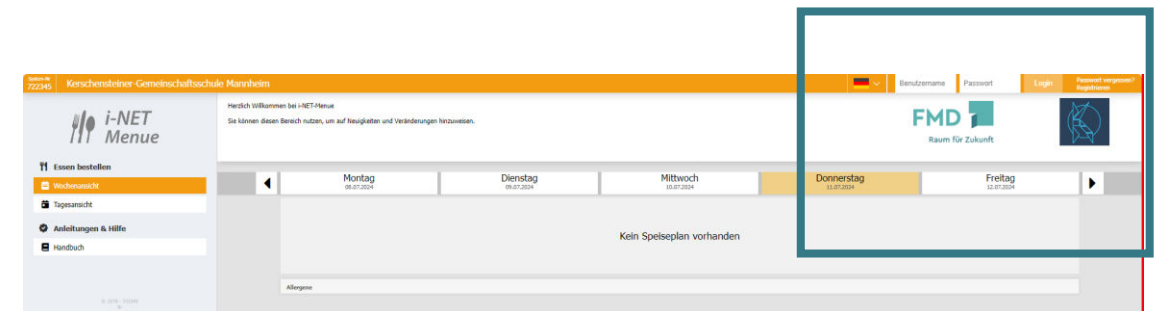 System-Nr
722345
Kerschensteiner-Gemeinschaftsschule Mannheim
Benutzername
Passwort
Login
Passwort vergessen?
Registrieren
i-NET
Menue
Herzlich Willkommen bei i-NET-Menue
Sie können diesen Bereich nutzen, um auf Neuigkeiten und Veränderungen hinzuweisen.
FMD
Raum für Zukunft
Essen bestellen
Wochenansicht
Tagesansicht
Anleitungen & Hilfe
Handbuch
Montag
08.07.2024
Dienstag
09.07.2024
Mittwoch
10.07.2024
Donnerstag
11.07.2024
Freitag
12.07.2024
Kein Speiseplan vorhanden
Allergene